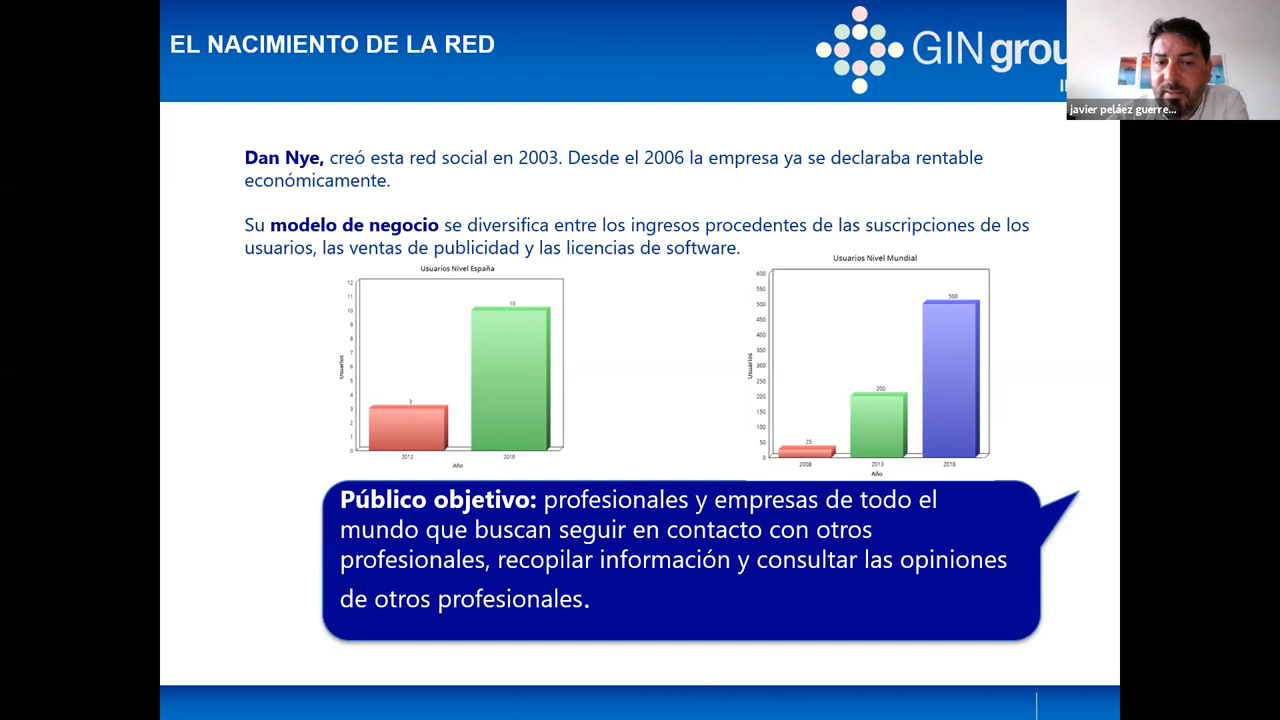 EL NACIMIENTO DE LA RED
GIN grou
javier peláez guerre...
Dan Nye, creó esta red social en 2003. Desde el 2006 la empresa ya se declaraba rentable
económicamente.
Su modelo de negocio se diversifica entre los ingresos procedentes de las suscripciones de los
usuarios, las ventas de publicidad y las licencias de software.
Usuarios Nivel España
12
11
10
9
8
7
6
5
4
3
2
1
0
Usuarios
3
10
2012
2018
Año
Usuarios Nivel Mundial
600
550
500
450
400
350
300
250
200
150
100
50
0
Usuarios
25
200
500
2008
2013
2018
Año
Público objetivo: profesionales y empresas de todo el
mundo que buscan seguir en contacto con otros
profesionales, recopilar información y consultar las opiniones
de otros profesionales.